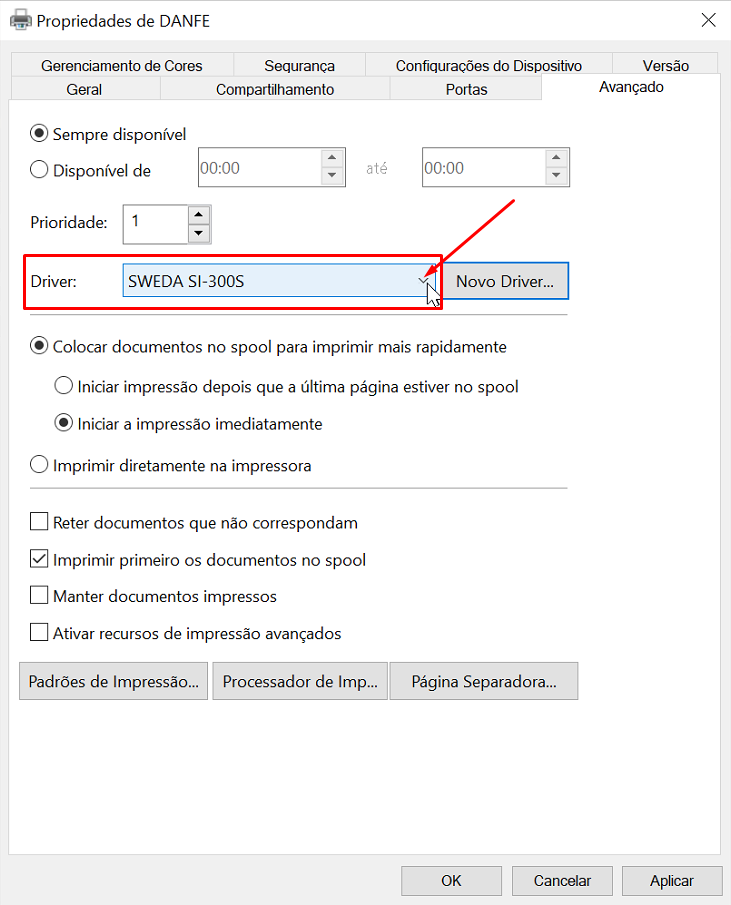 Propriedades de DANFE
Gerenciamento de Cores Segurança Configurações do Dispositivo Versão
Geral Compartilhamento Portas Avançado
Sempre disponível
Disponível de 00:00 até 00:00
Prioridade: 1
Driver: SWEDA SI-300S Novo Driver...
Colocar documentos no spool para imprimir mais rapidamente
Iniciar impressão depois que a última página estiver no spool
Iniciar a impressão imediatamente
Imprimir diretamente na impressora
Reter documentos que não correspondam
Imprimir primeiro os documentos no spool
Manter documentos impressos
Ativar recursos de impressão avançados
Padrões de Impressão... Processador de Imp... Página Separadora...
OK Cancelar Aplicar